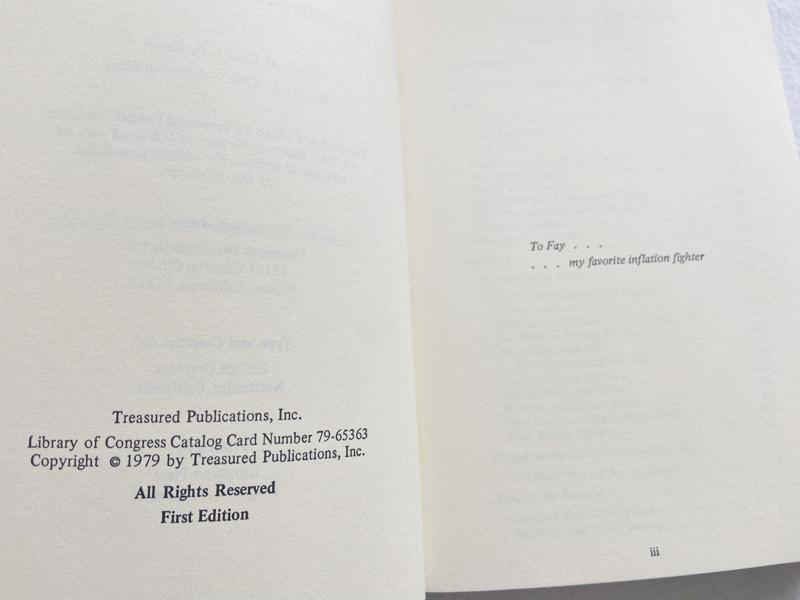 Treasured Publications, Inc.
Library of Congress Catalog Card Number 79-65363
Copyright © 1979 by Treasured Publications, Inc.
All Rights Reserved
First Edition
To Fay . . .
. . . my favorite inflation fighter
iii